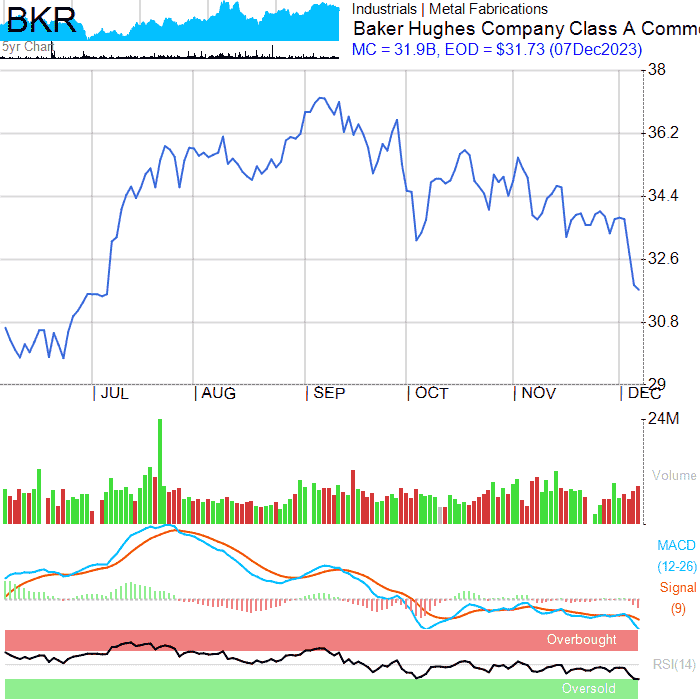 BKR
5yr Chart
Industrials | Metal Fabrications
Baker Hughes Company Class A Comm
MC = 31.9B, EOD = $31.73 (07Dec2023)
38
36.2
34.4
32.6
30.8
29
JUL AUG SEP OCT NOV DEC
24M
Volume
MACD
(12-26)
Signal
(9)
Overbought
RSI(14)
Oversold